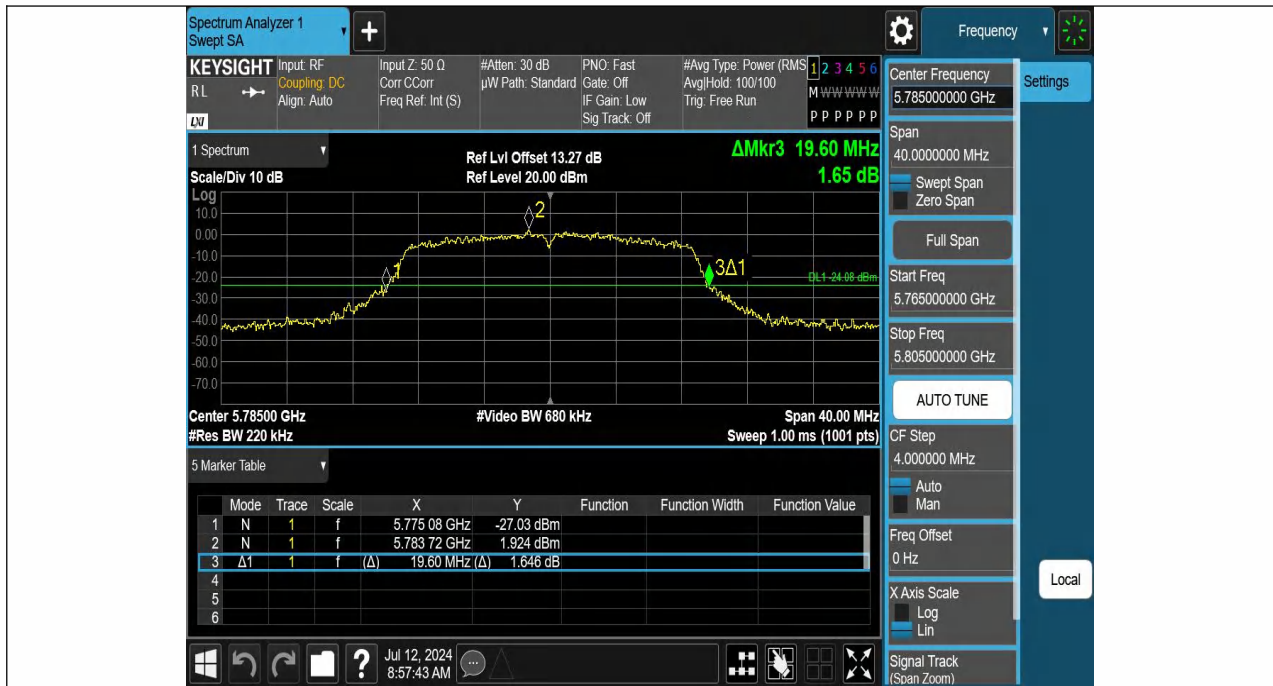 Spectrum Analyzer 1
Swept SA
+
Frequency
KEYSIGHT
RL
LXI
Input: RF
Coupling: DC
Align: Auto
Input Z: 50 Ω
Corr CCorr
Freq Ref: Int (S)
#Atten: 30 dB
µW Path: Standard
PNO: Fast
Gate: Off
IF Gain: Low
Sig Track: Off
#Avg Type: Power (RMS
Avg|Hold: 100/100
Trig: Free Run
1 2 3 4 5 6
M W W W W W
P P P P P P
1 Spectrum
Scale/Div 10 dB
Ref Lvl Offset 13.27 dB
Ref Level 20.00 dBm
ΔMkr3 19.60 MHz
1.65 dB
Log
10.0
0.00
-10.0
-20.0
-30.0
-40.0
-50.0
-60.0
-70.0
1
2
3Δ1
DL1 -24.08 dBm
Center 5.78500 GHz
#Video BW 680 kHz
Span 40.00 MHz
#Res BW 220 kHz
Sweep 1.00 ms (1001 pts)
5 Marker Table
Mode Trace Scale X Y Function Function Width Function Value
1 N 1 f 5.775 08 GHz -27.03 dBm
2 N 1 f 5.783 72 GHz 1.924 dBm
3 Δ1 1 f (Δ) 19.60 MHz (Δ) 1.646 dB
4
5
6
?
Jul 12, 2024
8:57:43 AM
Center Frequency
5.785000000 GHz
Settings
Span
40.0000000 MHz
Swept Span
Zero Span
Full Span
Start Freq
5.765000000 GHz
Stop Freq
5.805000000 GHz
AUTO TUNE
CF Step
4.000000 MHz
Auto
Man
Freq Offset
0 Hz
Local
X Axis Scale
Log
Lin
Signal Track
(Span Zoom)